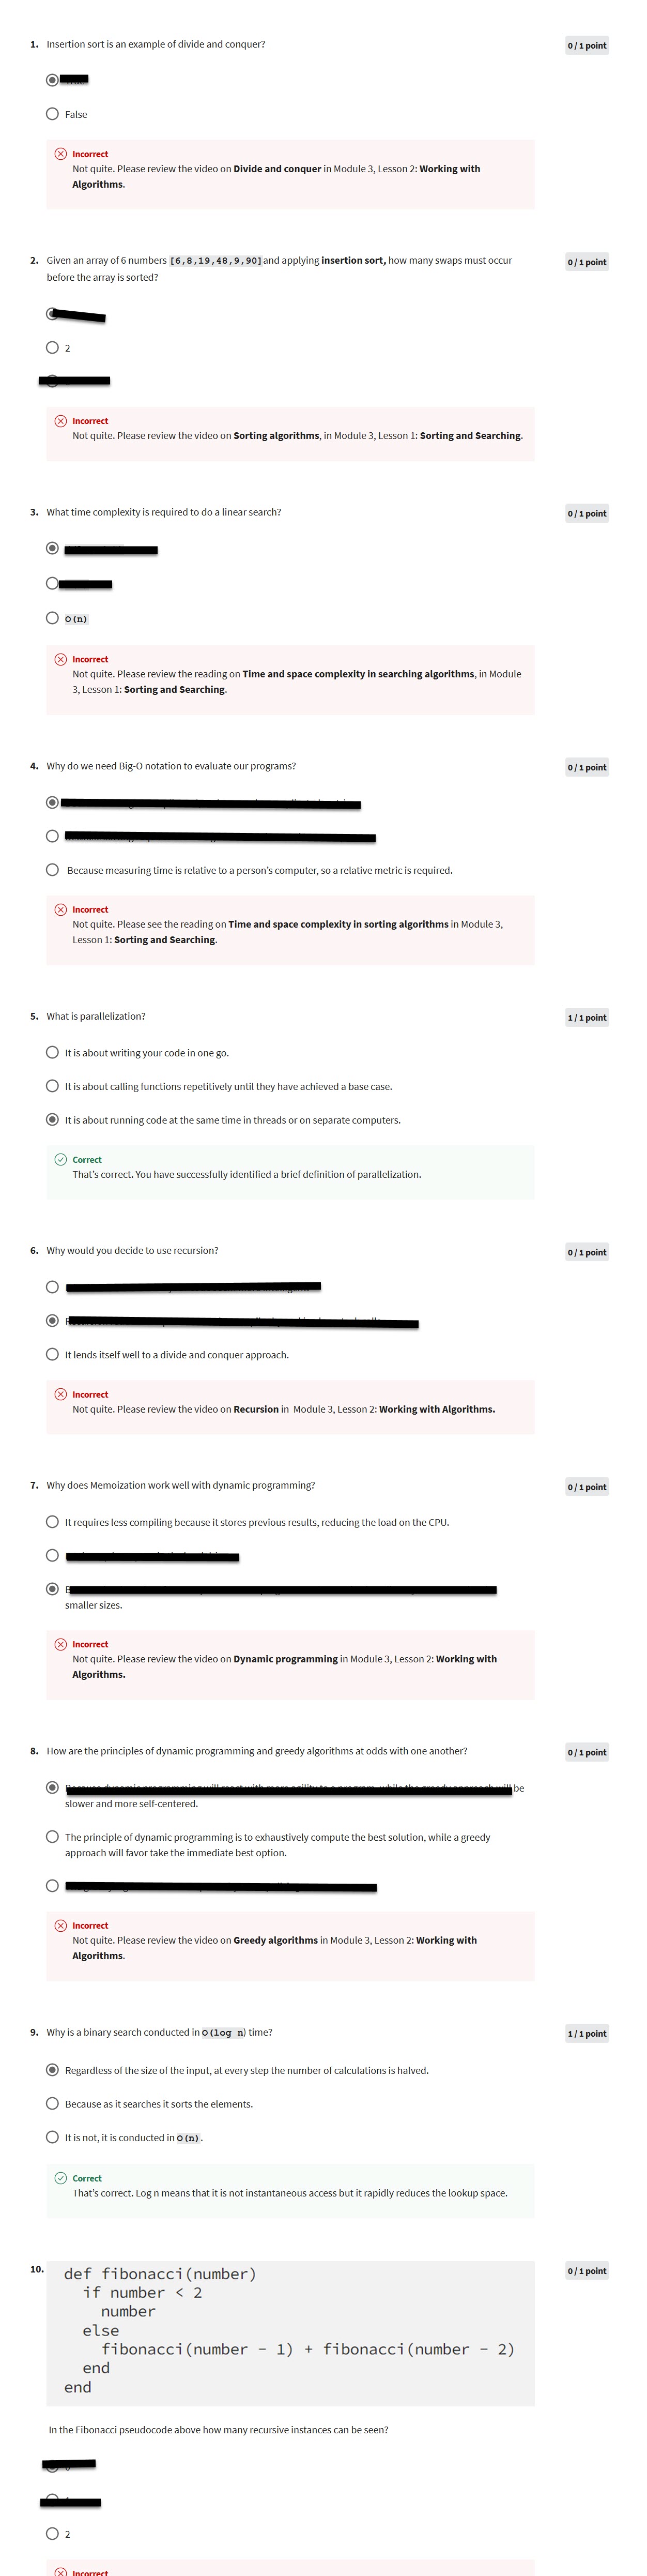 1. Insertion sort is an example of divide and conquer?
0 / 1 point
False
Incorrect
Not quite. Please review the video on Divide and conquer in Module 3, Lesson 2: Working with
Algorithms.
2. Given an array of 6 numbers [6,8,19,48,9,90] and applying insertion sort, how many swaps must occur
before the array is sorted?
0 / 1 point
2
Incorrect
Not quite. Please review the video on Sorting algorithms, in Module 3, Lesson 1: Sorting and Searching.
3. What time complexity is required to do a linear search?
0 / 1 point
O(n)
Incorrect
Not quite. Please review the reading on Time and space complexity in searching algorithms, in Module
3, Lesson 1: Sorting and Searching.
4. Why do we need Big-O notation to evaluate our programs?
0 / 1 point
Because measuring time is relative to a person's computer, so a relative metric is required.
Incorrect
Not quite. Please see the reading on Time and space complexity in sorting algorithms in Module 3,
Lesson 1: Sorting and Searching.
5. What is parallelization?
1 / 1 point
It is about writing your code in one go.
It is about calling functions repetitively until they have achieved a base case.
It is about running code at the same time in threads or on separate computers.
Correct
That's correct. You have successfully identified a brief definition of parallelization.
6. Why would you decide to use recursion?
0 / 1 point
It lends itself well to a divide and conquer approach.
Incorrect
Not quite. Please review the video on Recursion in Module 3, Lesson 2: Working with Algorithms.
7. Why does Memoization work well with dynamic programming?
0 / 1 point
It requires less compiling because it stores previous results, reducing the load on the CPU.
smaller sizes.
Incorrect
Not quite. Please review the video on Dynamic programming in Module 3, Lesson 2: Working with
Algorithms.
8. How are the principles of dynamic programming and greedy algorithms at odds with one another?
0 / 1 point
be
slower and more self-centered.
The principle of dynamic programming is to exhaustively compute the best solution, while a greedy
approach will favor take the immediate best option.
Incorrect
Not quite. Please review the video on Greedy algorithms in Module 3, Lesson 2: Working with
Algorithms.
9. Why is a binary search conducted in O(log n) time?
1 / 1 point
Regardless of the size of the input, at every step the number of calculations is halved.
Because as it searches it sorts the elements.
It is not, it is conducted in O(n).
Correct
That's correct. Log n means that it is not instantaneous access but it rapidly reduces the lookup space.
10.
0 / 1 point
def fibonacci(number)
if number < 2
number
else
fibonacci(number - 1) + fibonacci(number - 2)
end
end
In the Fibonacci pseudocode above how many recursive instances can be seen?
2
Incorrect